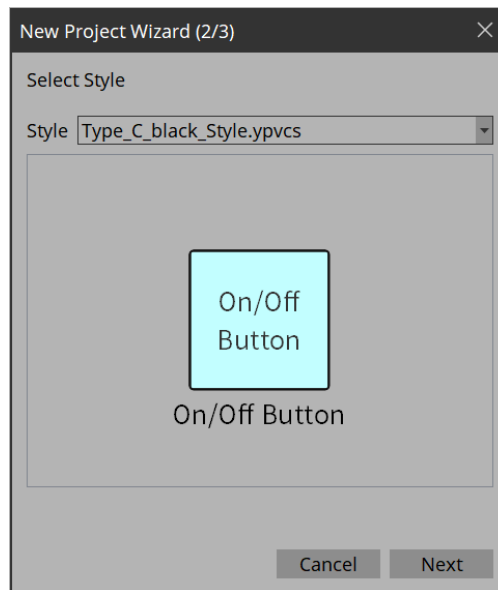 New Project Wizard (2/3)
Select Style
Style Type_C_black_Style.ypvcs
On/Off
Button
On/Off Button
Cancel Next